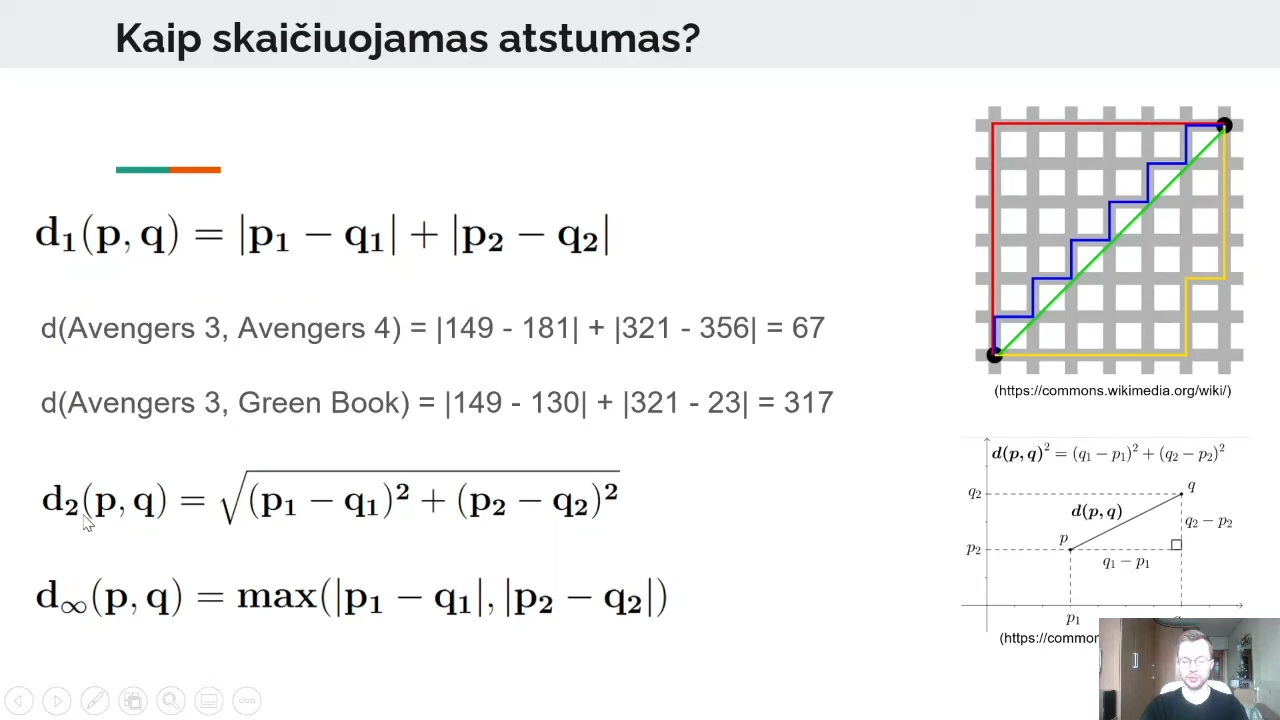 Kaip skaičiuojamas atstumas?
d₁(p, q) = |p₁ − q₁| + |p₂ − q₂|
d(Avengers 3, Avengers 4) = |149 - 181| + |321 - 356| = 67
d(Avengers 3, Green Book) = |149 - 130| + |321 - 23| = 317
d₂(p, q) = √(p₁ − q₁)² + (p₂ − q₂)²
d∞(p, q) = max(|p₁ − q₁|, |p₂ − q₂|)
(https://commons.wikimedia.org/wiki/)
d(p, q)² = (q₁ − p₁)² + (q₂ − p₂)²
q₂
q
d(p, q)
q₂ − p₂
p
p₂
q₁ − p₁
p₁
(https://common